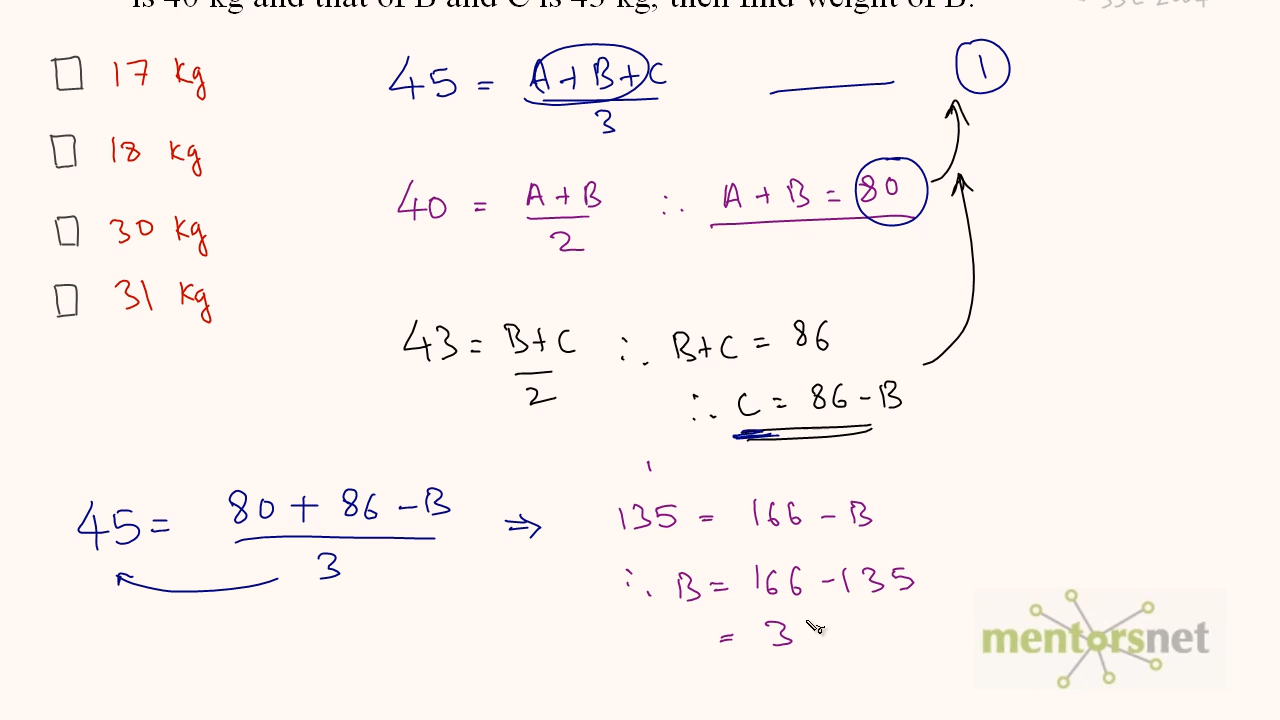 is 40 kg and that of B and C is 43 kg, then find weight of B.
17 kg
18 kg
30 kg
31 kg
45 = A+B+C / 3 ——— 1
40 = A+B / 2 ∴ A+B = 80
43 = B+C / 2 ∴ B+C = 86
∴ C = 86-B
45 = 80+86-B / 3 ⇒ 135 = 166-B
∴ B = 166-135
= 3
mentorsnet